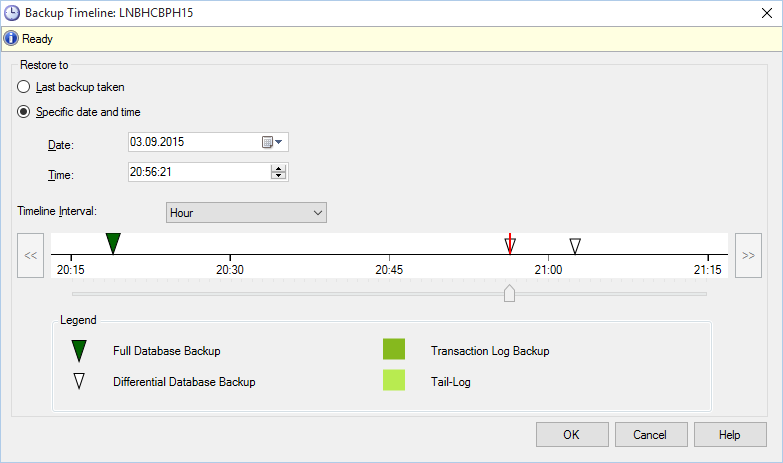 Backup Timeline: LNBHCBPH15
Ready
Restore to
Last backup taken
Specific date and time
Date: 03.09.2015
Time: 20:56:21
Timeline Interval: Hour
<< >>
20:15 20:30 20:45 21:00 21:15
Legend
Full Database Backup Transaction Log Backup
Differential Database Backup Tail-Log
OK Cancel Help